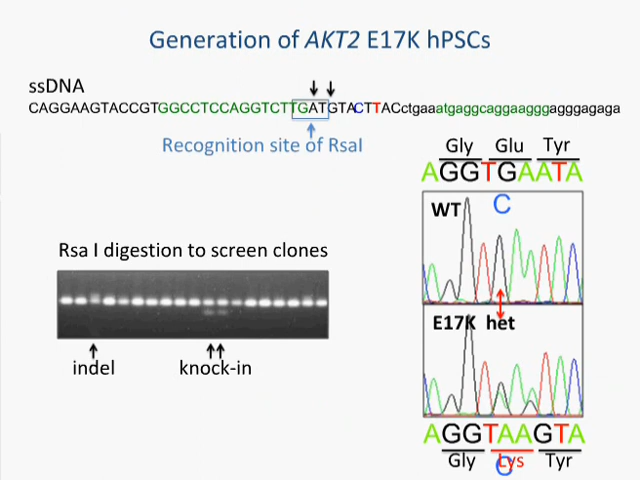 Generation of AKT2 E17K hPSCs
ssDNA
CAGGAAGTACCGTGGCCTCCAGGTCTTGATGTACTTACctgaaatgaggcaggaagggagggagaga
Recognition site of RsaI
Gly Glu Tyr
AGGTGAATA
C
WT
Rsa I digestion to screen clones
E17K het
indel
knock-in
AGGTAAGTA
Gly Lys Tyr
C